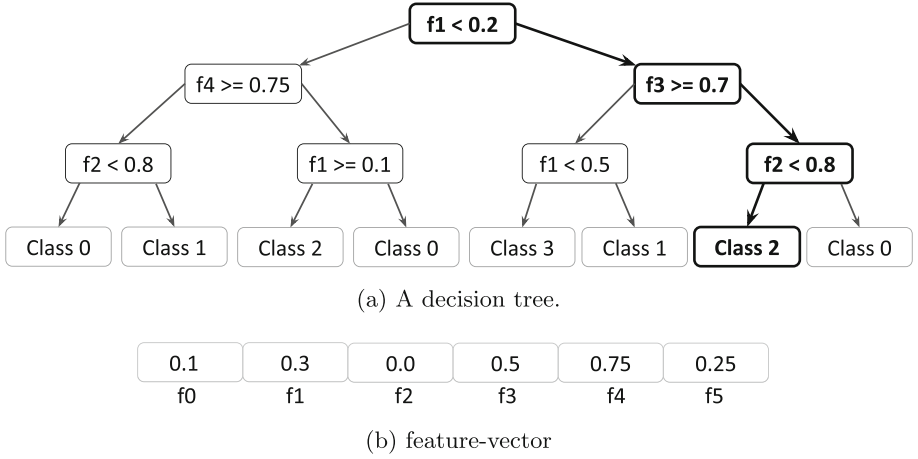 f1 < 0.2
f4 >= 0.75
f3 >= 0.7
f2 < 0.8
f1 >= 0.1
f1 < 0.5
f2 < 0.8
Class 0
Class 1
Class 2
Class 0
Class 3
Class 1
Class 2
Class 0
(a) A decision tree.
0.1 0.3 0.0 0.5 0.75 0.25
f0 f1 f2 f3 f4 f5
(b) feature-vector